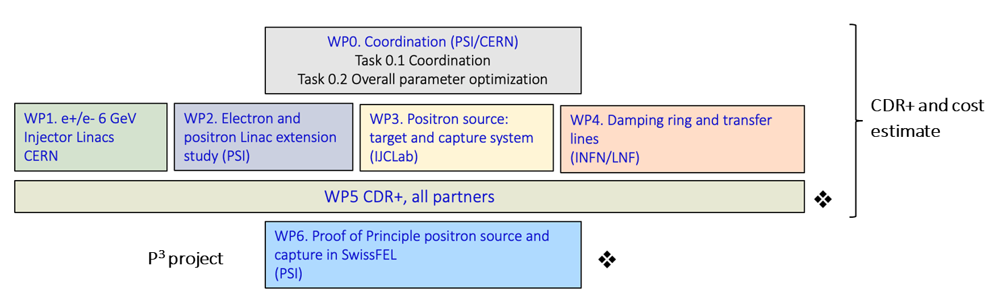 WP0. Coordination (PSI/CERN)
Task 0.1 Coordination
Task 0.2 Overall parameter optimization
WP1. e+/e- 6 GeV
Injector Linacs
CERN
WP2. Electron and
positron Linac extension
study (PSI)
WP3. Positron source:
target and capture system
(IJCLab)
WP4. Damping ring and transfer
lines
(INFN/LNF)
CDR+ and cost
estimate
WP5 CDR+, all partners
❖
WP6. Proof of Principle positron source and
capture in SwissFEL
(PSI)
P³ project
❖